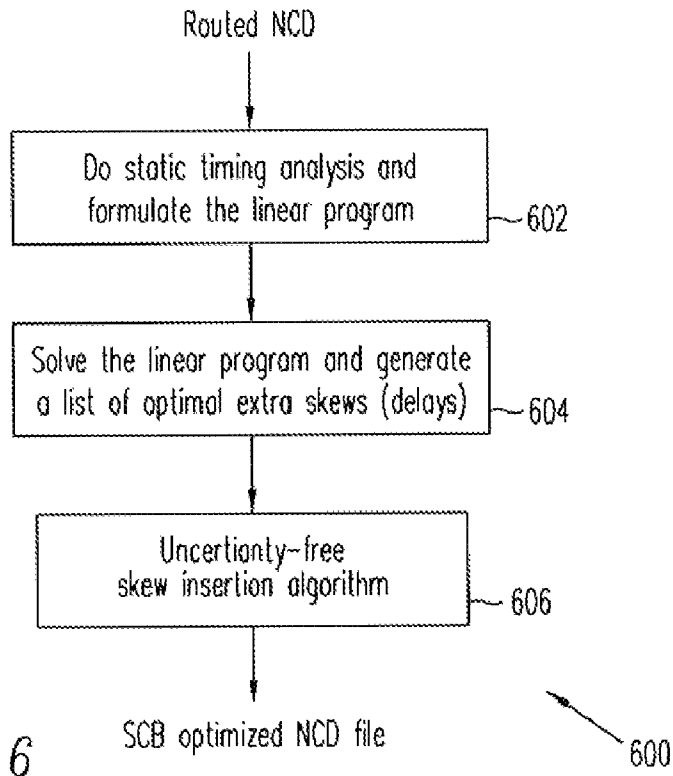 Routed NCD
Do static timing analysis and
formulate the linear program
602
Solve the linear program and generate
a list of optimal extra skews (delays)
604
Uncertianty-free
skew insertion algorithm
606
SCB optimized NCD file
6
600